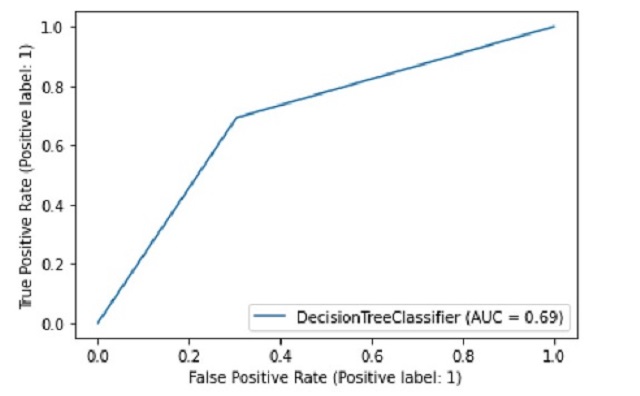 True Positive Rate (Positive label: 1)
1.0
0.8
0.6
0.4
0.2
0.0
DecisionTreeClassifier (AUC = 0.69)
0.0 0.2 0.4 0.6 0.8 1.0
False Positive Rate (Positive label: 1)